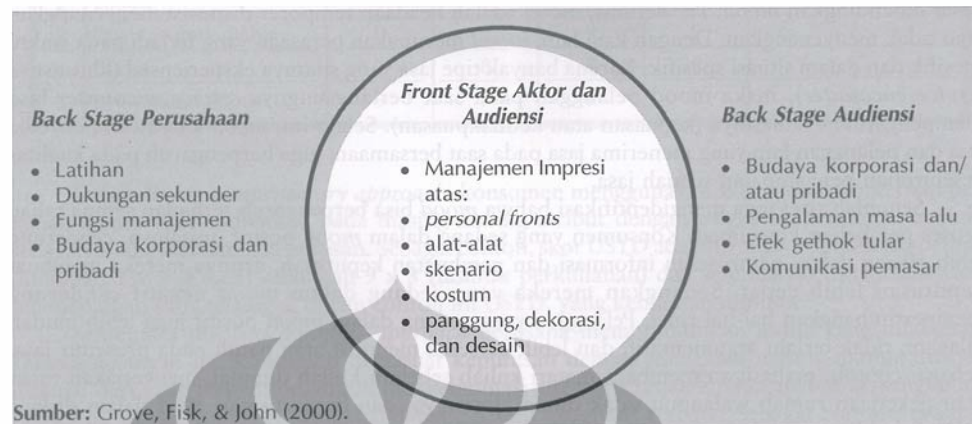 Back Stage Perusahaan
• Latihan
• Dukungan sekunder
• Fungsi majajemen
• Budaya korporasi dan
pribadi
Front Stage Aktor dan
Audiensi
• Manajemen Impresi
atas:
personal fronts
• alat-alat
• skenario
• kostum
• panggung, dekorasi,
dan desain
Back Stage Audiensi
• Budaya korporasi dan/
atau pribadi
• Pengalaman masa lalu
• Efek gethok tular
• Komunikasi pemasar
Sumber: Grove, Fisk, & John (2000).